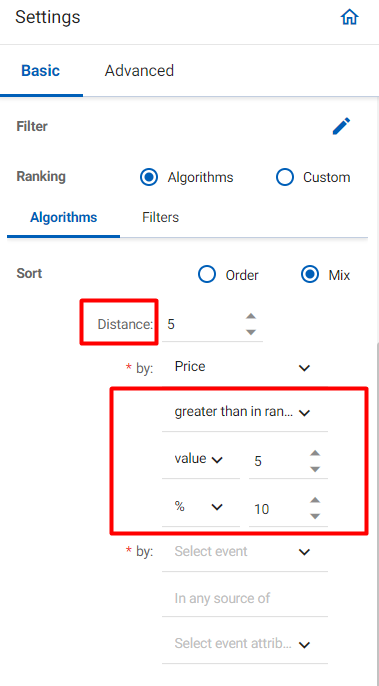 Settings
Basic Advanced
Filter
Ranking Algorithms Custom
Algorithms Filters
Sort Order Mix
Distance: 5
* by: Price
greater than in ran...
value 5
% 10
* by: Select event
In any source of
Select event attrib...